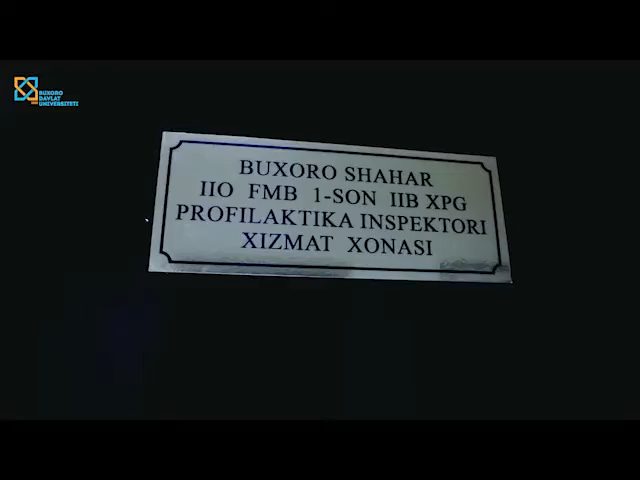 BUXORO
DAVLAT
UNIVERSITETI
BUXORO SHAHAR
IIO FMB 1-SON IIB XPG
PROFILAKTIKA INSPEKTORI
XIZMAT XONASI